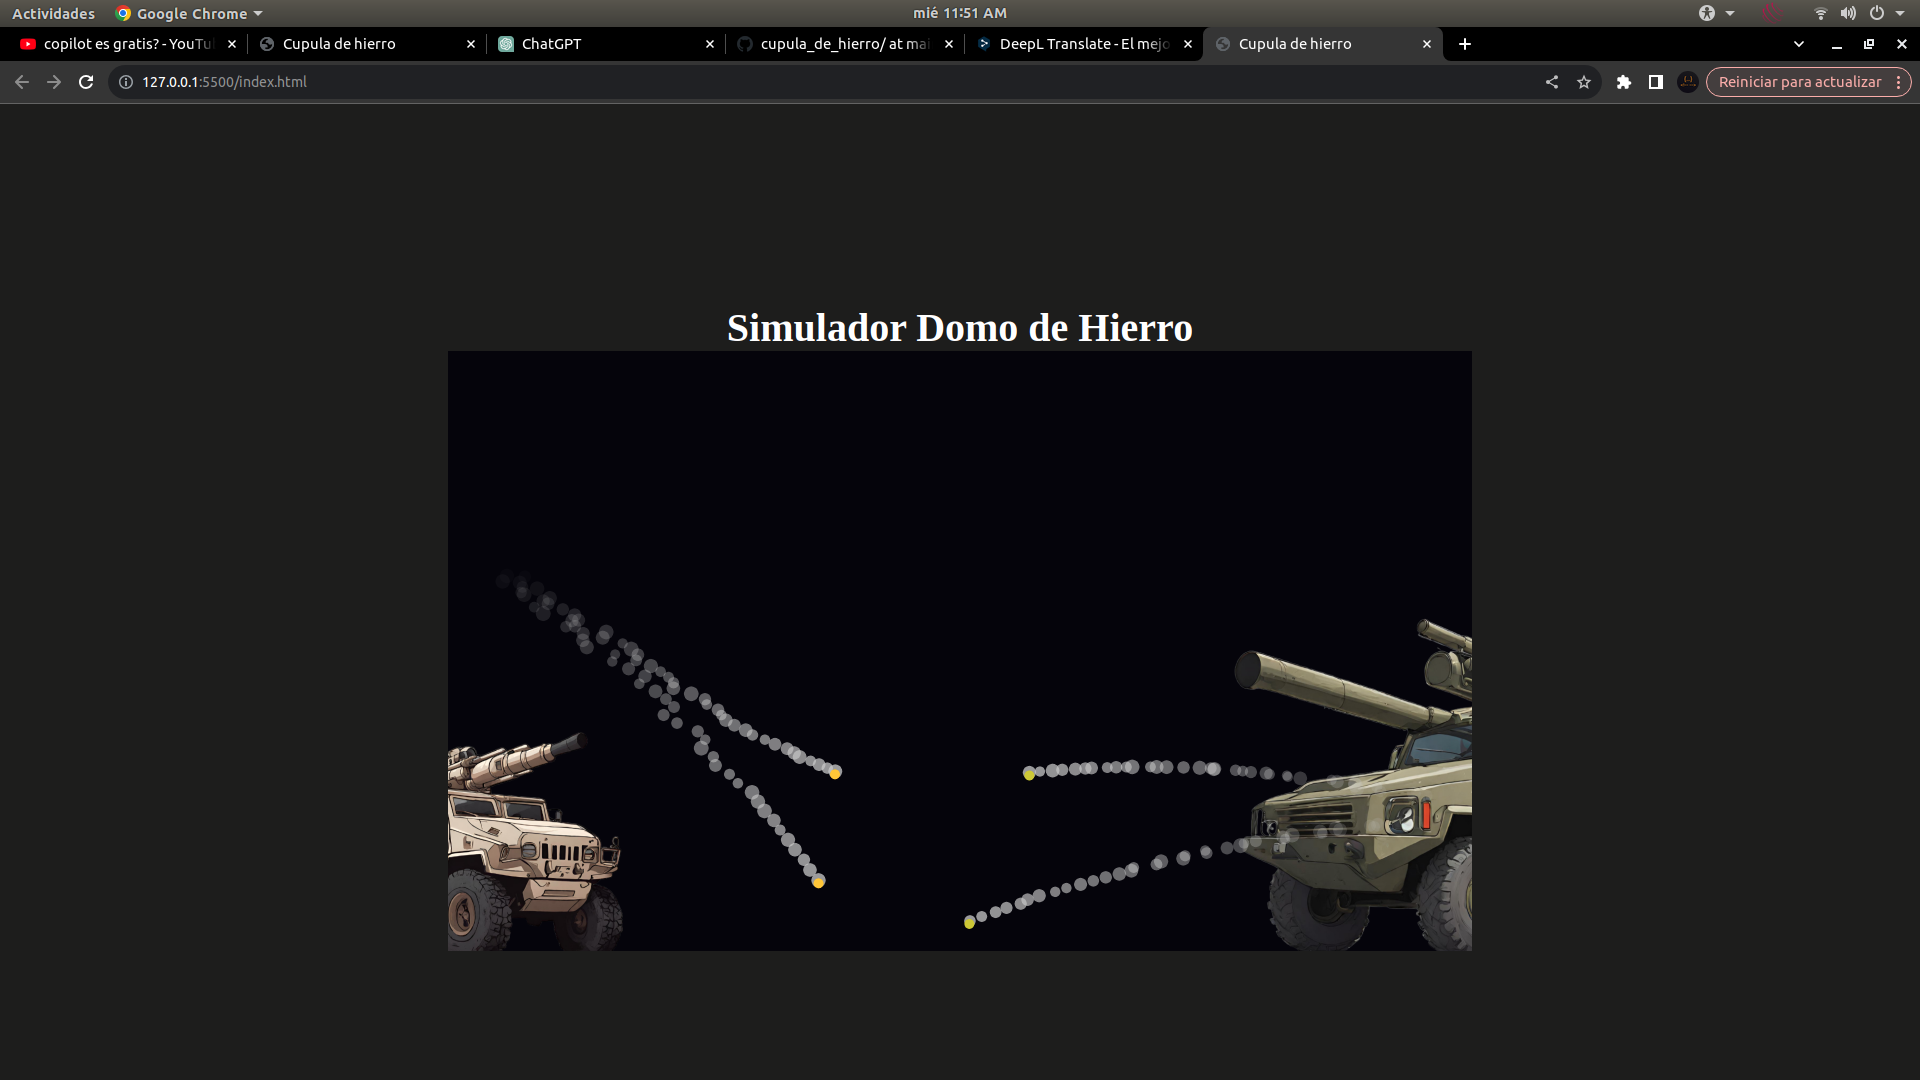 Actividades Google Chrome mié 11:51 AM
copilot es gratis? - YouTu Cupula de hierro ChatGPT cupula_de_hierro/ at mai DeepL Translate - El mejo Cupula de hierro
127.0.0.1:5500/index.html Reiniciar para actualizar
Simulador Domo de Hierro